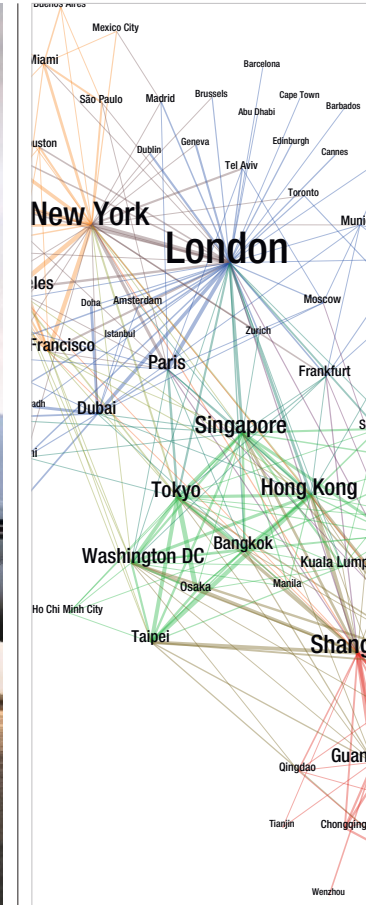 Buenos Aires
Mexico City
Miami
Barcelona
São Paulo
Madrid
Brussels
Cape Town
Abu Dhabi
Barbados
uston
Dublin
Geneva
Edinburgh
Cannes
Tel Aviv
Toronto
New York
Muni
London
les
Doha
Amsterdam
Moscow
Istanbul
Zurich
Francisco
Paris
Frankfurt
adh
Dubai
Singapore
S
ni
Tokyo
Hong Kong
Washington DC
Bangkok
Kuala Lump
Osaka
Manila
Ho Chi Minh City
Taipei
Shang
Guan
Qingdao
Tianjin
Chongqing
Wenzhou